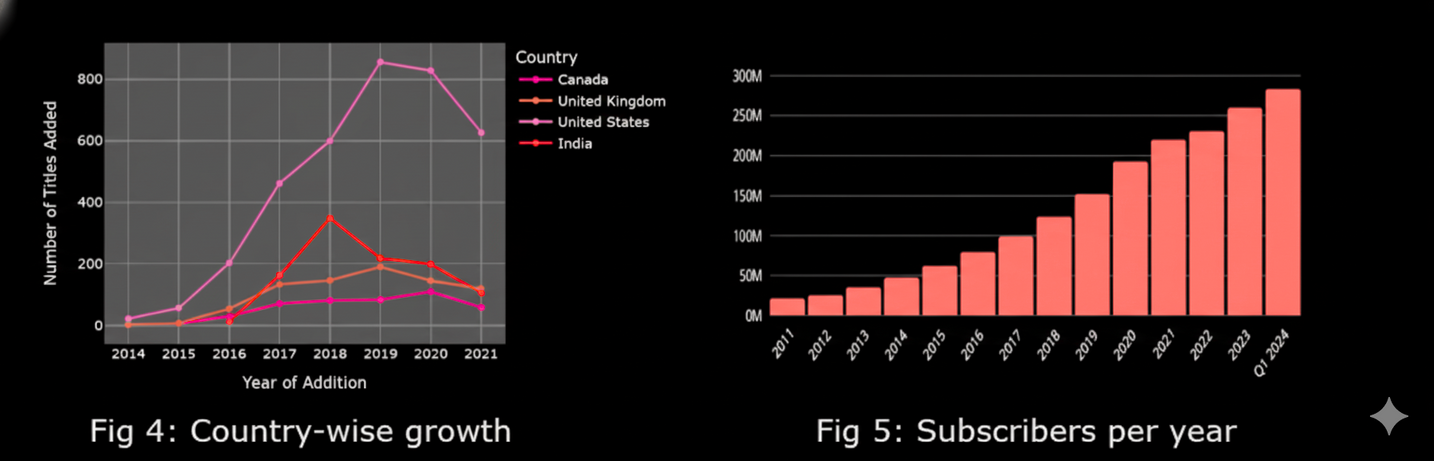 Number of Titles Added
800
600
400
200
0
2014 2015 2016 2017 2018 2019 2020 2021
Year of Addition
Country
Canada
United Kingdom
United States
India
Fig 4: Country-wise growth
300M
250M
200M
150M
100M
50M
0M
2011 2012 2013 2014 2015 2016 2017 2018 2019 2020 2021 2022 2023 Q1 2024
Fig 5: Subscribers per year